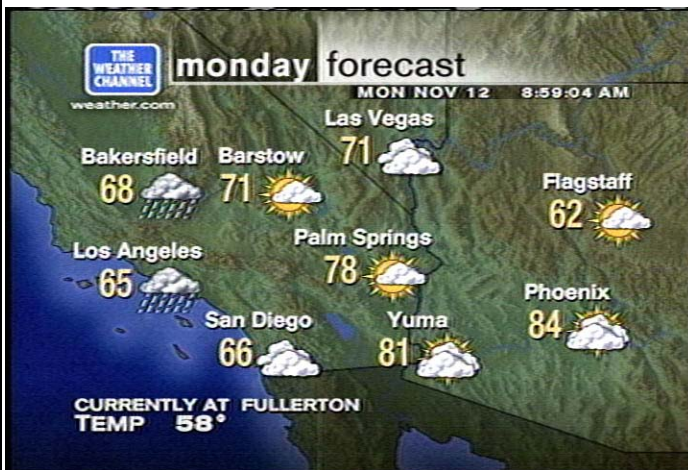 THE
WEATHER
CHANNEL
weather.com
monday forecast
MON NOV 12 8:59:04 AM
Las Vegas
71
Bakersfield Barstow
68 71
Flagstaff
62
Los Angeles
65
Palm Springs
78
Phoenix
84
San Diego
66
Yuma
81
CURRENTLY AT FULLERTON
TEMP 58°